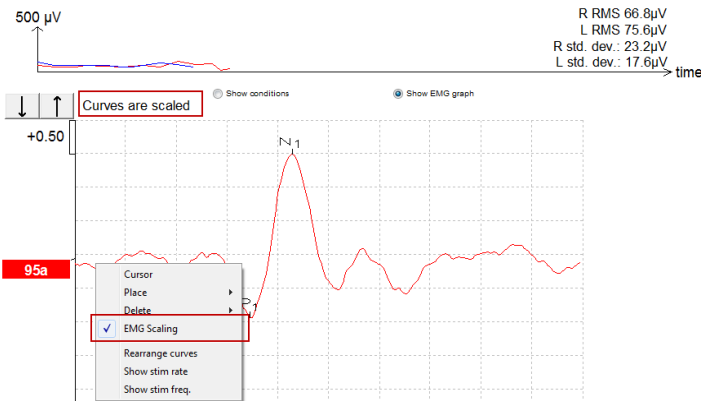 500 µV
R RMS 66.8µV
L RMS 75.6µV
R std. dev.: 23.2µV
L std. dev.: 17.6µV
time
Curves are scaled
Show conditions
Show EMG graph
+0.50
N1
95a
P1
Cursor
Place
Delete
EMG Scaling
Rearrange curves
Show stim rate
Show stim freq.